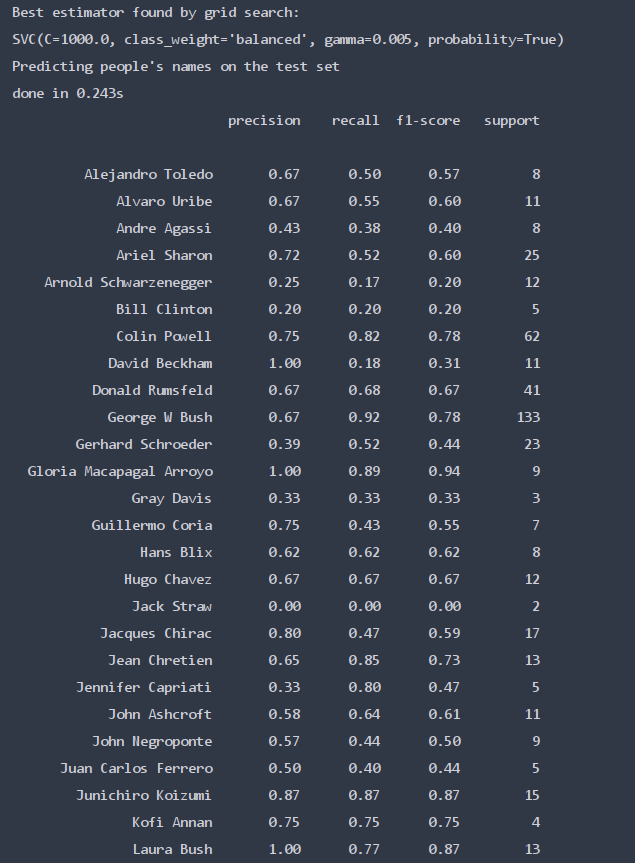 Best estimator found by grid search:
SVC(C=1000.0, class_weight='balanced', gamma=0.005, probability=True)
Predicting people's names on the test set
done in 0.243s
precision recall f1-score support
Alejandro Toledo 0.67 0.50 0.57 8
Alvaro Uribe 0.67 0.55 0.60 11
Andre Agassi 0.43 0.38 0.40 8
Ariel Sharon 0.72 0.52 0.60 25
Arnold Schwarzenegger 0.25 0.17 0.20 12
Bill Clinton 0.20 0.20 0.20 5
Colin Powell 0.75 0.82 0.78 62
David Beckham 1.00 0.18 0.31 11
Donald Rumsfeld 0.67 0.68 0.67 41
George W Bush 0.67 0.92 0.78 133
Gerhard Schroeder 0.39 0.52 0.44 23
Gloria Macapagal Arroyo 1.00 0.89 0.94 9
Gray Davis 0.33 0.33 0.33 3
Guillermo Coria 0.75 0.43 0.55 7
Hans Blix 0.62 0.62 0.62 8
Hugo Chavez 0.67 0.67 0.67 12
Jack Straw 0.00 0.00 0.00 2
Jacques Chirac 0.80 0.47 0.59 17
Jean Chretien 0.65 0.85 0.73 13
Jennifer Capriati 0.33 0.80 0.47 5
John Ashcroft 0.58 0.64 0.61 11
John Negroponte 0.57 0.44 0.50 9
Juan Carlos Ferrero 0.50 0.40 0.44 5
Junichiro Koizumi 0.87 0.87 0.87 15
Kofi Annan 0.75 0.75 0.75 4
Laura Bush 1.00 0.77 0.87 13